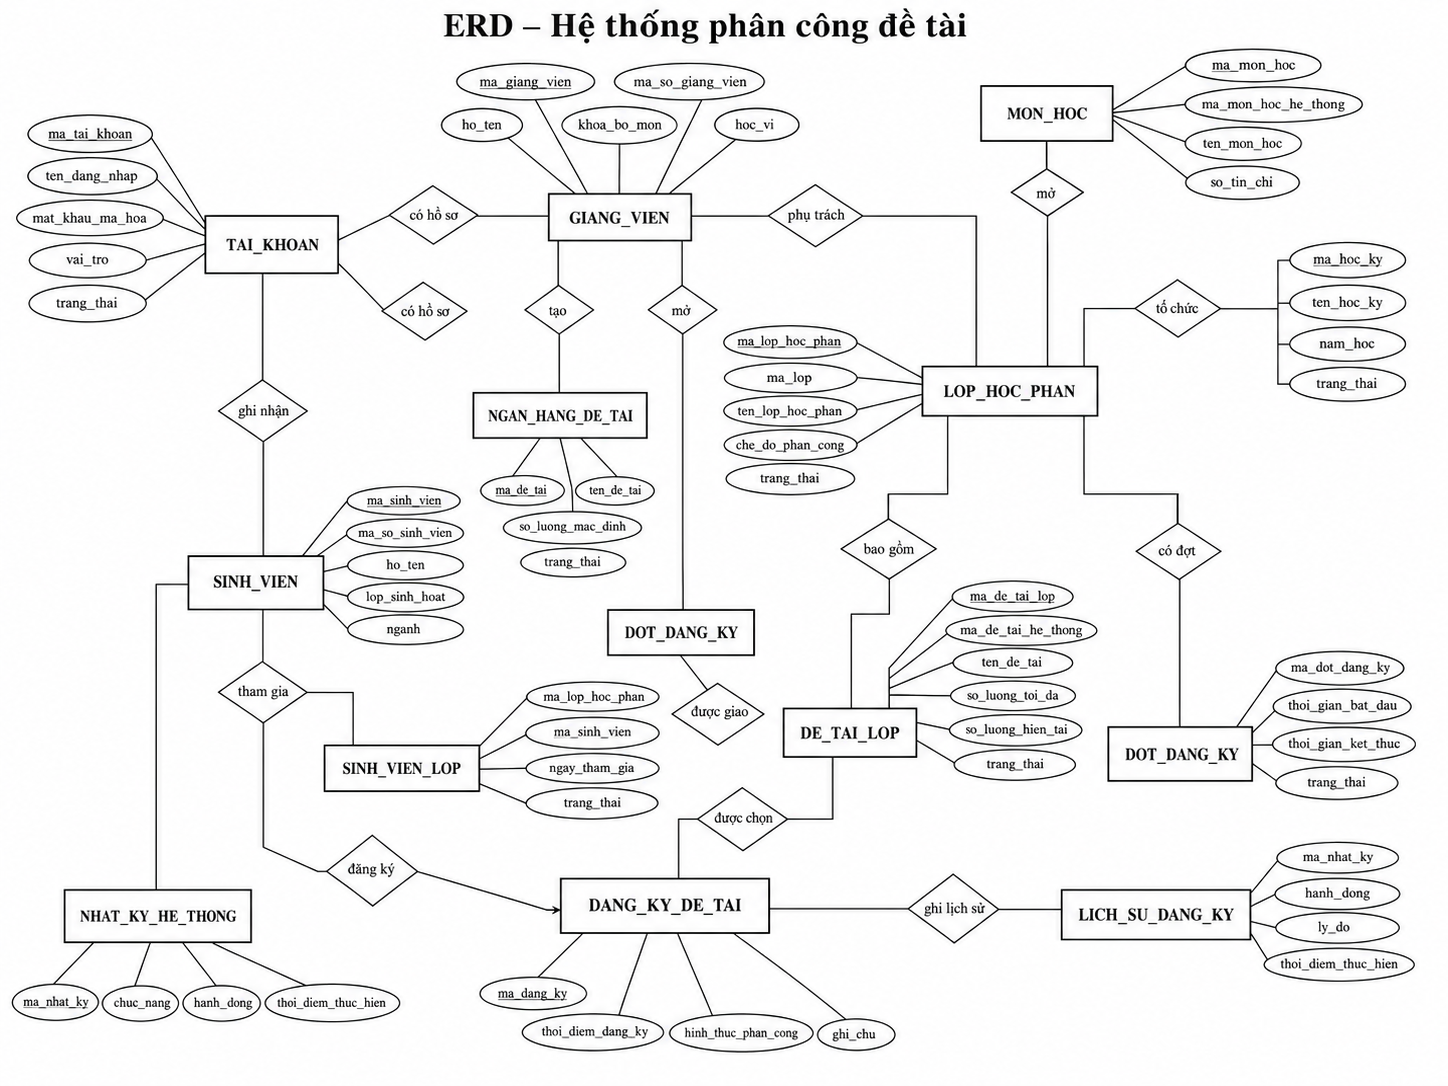 ERD – Hệ thống phân công đề tài
ma_giang_vien
ma_so_giang_vien
ho_ten
khoa_bo_mon
hoc_vi
GIANG_VIEN
ma_mon_hoc
ma_mon_hoc_he_thong
ten_mon_hoc
so_tin_chi
MON_HOC
mở
ma_tai_khoan
ten_dang_nhap
mat_khau_ma_hoa
vai_tro
trang_thai
TAI_KHOAN
có hồ sơ
có hồ sơ
phụ trách
tạo
mở
tổ chức
ma_hoc_ky
ten_hoc_ky
nam_hoc
trang_thai
ma_lop_hoc_phan
ma_lop
ten_lop_hoc_phan
che_do_phan_cong
trang_thai
LOP_HOC_PHAN
ghi nhận
NGAN_HANG_DE_TAI
ma_de_tai
ten_de_tai
so_luong_mac_dinh
trang_thai
ma_sinh_vien
ma_so_sinh_vien
ho_ten
lop_sinh_hoat
nganh
SINH_VIEN
bao gồm
có đợt
DOT_DANG_KY
được giao
ma_de_tai_lop
ma_de_tai_he_thong
ten_de_tai
so_luong_toi_da
so_luong_hien_tai
trang_thai
DE_TAI_LOP
ma_dot_dang_ky
thoi_gian_bat_dau
thoi_gian_ket_thuc
trang_thai
DOT_DANG_KY
tham gia
ma_lop_hoc_phan
ma_sinh_vien
ngay_tham_gia
trang_thai
SINH_VIEN_LOP
được chọn
đăng ký
DANG_KY_DE_TAI
ghi lịch sử
LICH_SU_DANG_KY
ma_nhat_ky
hanh_dong
ly_do
thoi_diem_thuc_hien
NHAT_KY_HE_THONG
ma_nhat_ky
chuc_nang
hanh_dong
thoi_diem_thuc_hien
ma_dang_ky
thoi_diem_dang_ky
hinh_thuc_phan_cong
ghi_chu